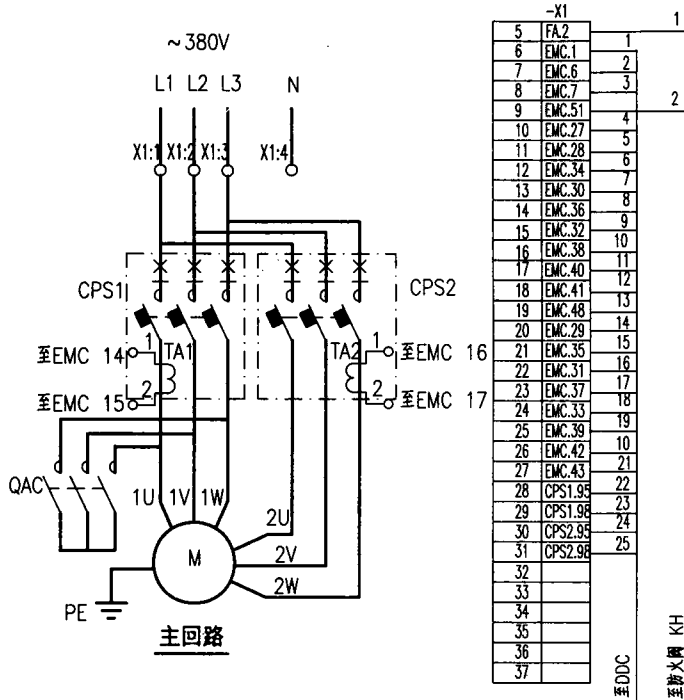 ~380V
L1 L2 L3 N
X1:1 X1:2 X1:3 X1:4
CPS1
CPS2
至EMC 14
1
TA1
TA2
1
至EMC 16
至EMC 15
2
2
至EMC 17
QAC
1U 1V 1W
2U
M
2V
2W
PE
主回路
-X1
5 FA.2 1
6 EMC.1 1
7 EMC.6 2
8 EMC.7 3
9 EMC.51 2
10 EMC.27 4
11 EMC.28 5
12 EMC.34 6
13 EMC.30 7
14 EMC.36 8
15 EMC.32 9
16 EMC.38 10
17 EMC.40 11
18 EMC.41 12
19 EMC.48 13
20 EMC.29 14
21 EMC.35 15
22 EMC.31 16
23 EMC.37 17
24 EMC.33 18
25 EMC.39 19
26 EMC.42 10
27 EMC.43 21
28 CPS1.95 22
29 CPS1.98 23
30 CPS2.95 24
31 CPS2.98 25
32
33
34
35
36
37
至DDC
至防火阀 KH